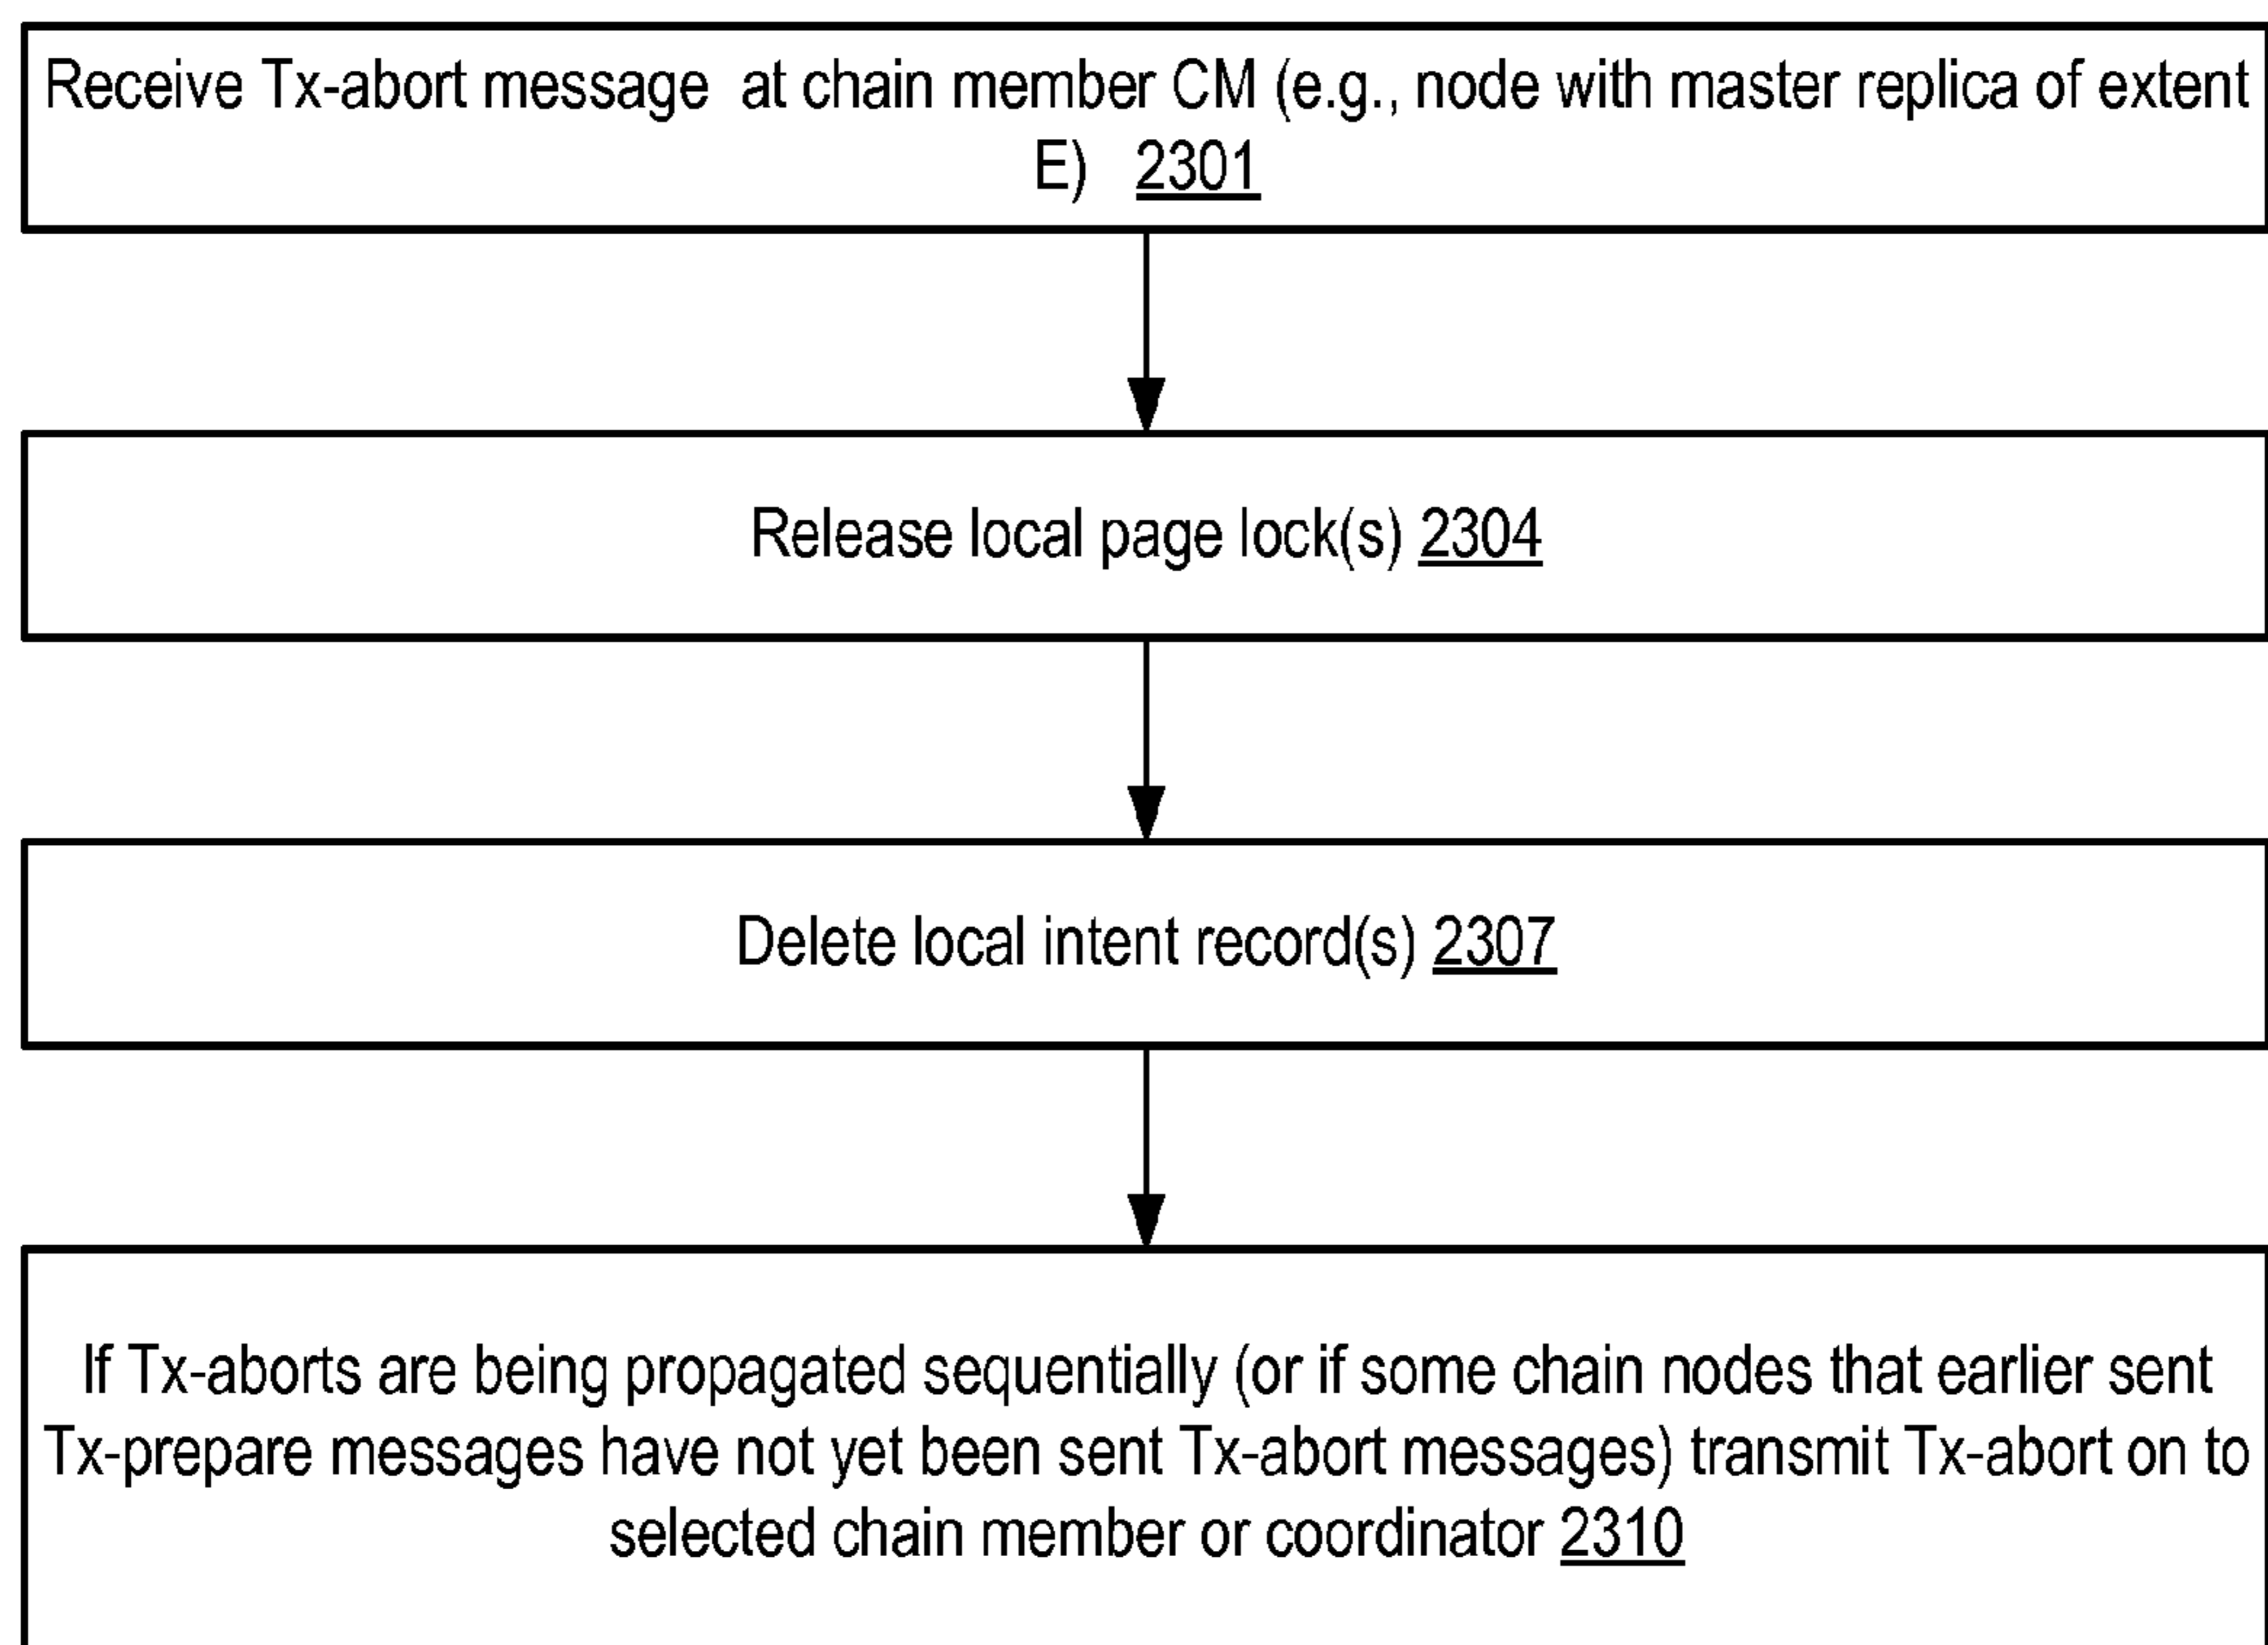 Receive Tx-abort message at chain member CM (e.g., node with master replica of extent
E) 2301
Release local page lock(s) 2304
Delete local intent record(s) 2307
If Tx-aborts are being propagated sequentially (or if some chain nodes that earlier sent
Tx-prepare messages have not yet been sent Tx-abort messages) transmit Tx-abort on to
selected chain member or coordinator 2310